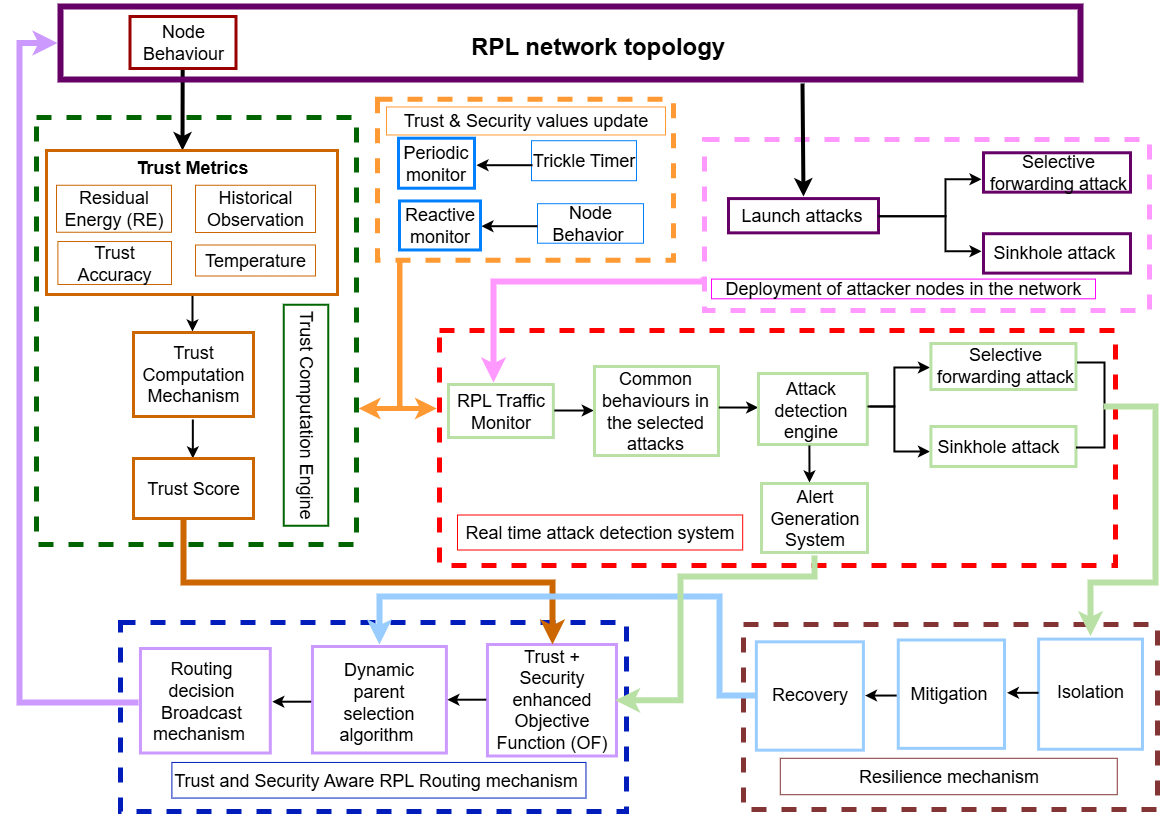 Node
Behaviour
RPL network topology
Trust & Security values update
Periodic
monitor
Trickle Timer
Reactive
monitor
Node
Behavior
Trust Metrics
Residual
Energy (RE)
Historical
Observation
Trust
Accuracy
Temperature
Trust
Computation
Mechanism
Trust Score
Trust Computation Engine
Launch attacks
Selective
forwarding attack
Sinkhole attack
Deployment of attacker nodes in the network
RPL Traffic
Monitor
Common
behaviours in
the selected
attacks
Attack
detection
engine
Selective
forwarding attack
Sinkhole attack
Alert
Generation
System
Real time attack detection system
Routing
decision
Broadcast
mechanism
Dynamic
parent
selection
algorithm
Trust +
Security
enhanced
Objective
Function (OF)
Trust and Security Aware RPL Routing mechanism
Recovery
Mitigation
Isolation
Resilience mechanism